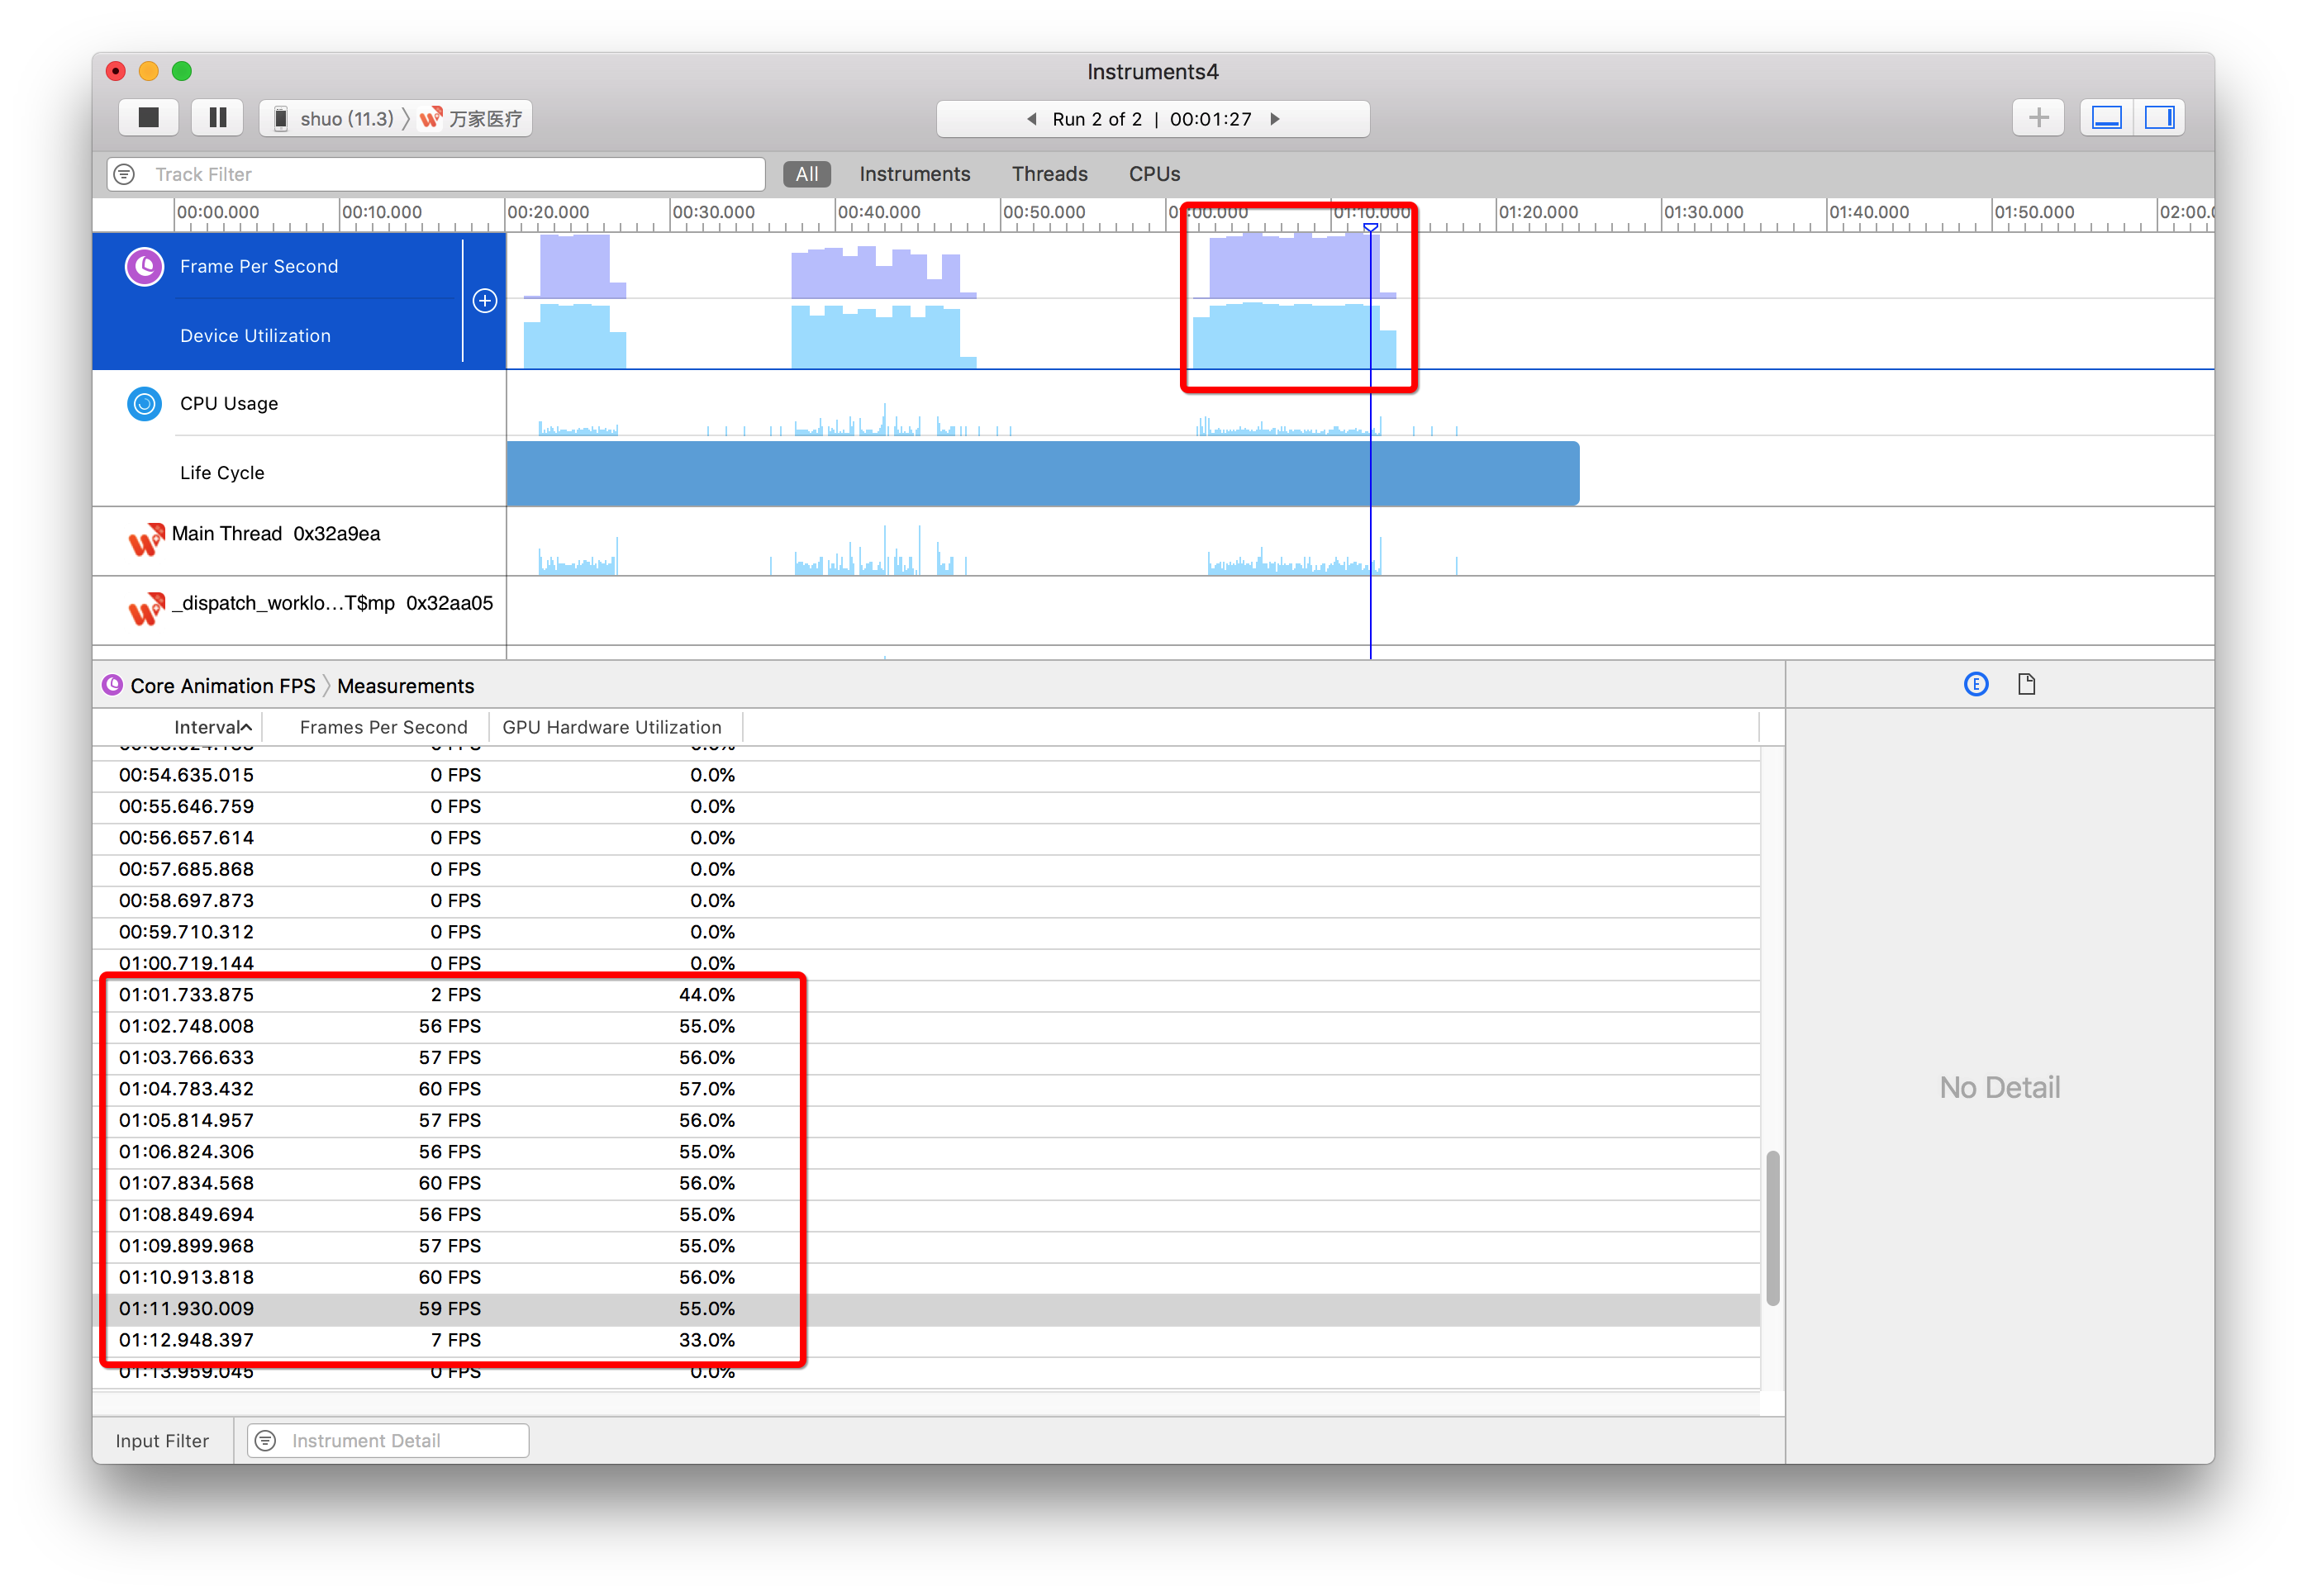 Instruments4
shuo (11.3) 〉 万家医疗
Run 2 of 2 | 00:01:27
Track Filter
All Instruments Threads CPUs
00:00.000 00:10.000 00:20.000 00:30.000 00:40.000 00:50.000 01:00.000 01:10.000 01:20.000 01:30.000 01:40.000 01:50.000 02:00.0
Frame Per Second
Device Utilization
CPU Usage
Life Cycle
Main Thread 0x32a9ea
_dispatch_worklo…T$mp 0x32aa05
Core Animation FPS 〉 Measurements
Interval Frames Per Second GPU Hardware Utilization
00:54.635.015 0 FPS 0.0%
00:55.646.759 0 FPS 0.0%
00:56.657.614 0 FPS 0.0%
00:57.685.868 0 FPS 0.0%
00:58.697.873 0 FPS 0.0%
00:59.710.312 0 FPS 0.0%
01:00.719.144 0 FPS 0.0%
01:01.733.875 2 FPS 44.0%
01:02.748.008 56 FPS 55.0%
01:03.766.633 57 FPS 56.0%
01:04.783.432 60 FPS 57.0%
01:05.814.957 57 FPS 56.0%
01:06.824.306 56 FPS 55.0%
01:07.834.568 60 FPS 56.0%
01:08.849.694 56 FPS 55.0%
01:09.899.968 57 FPS 55.0%
01:10.913.818 60 FPS 56.0%
01:11.930.009 59 FPS 55.0%
01:12.948.397 7 FPS 33.0%
01:13.959.045 0 FPS 0.0%
No Detail
Input Filter
Instrument Detail